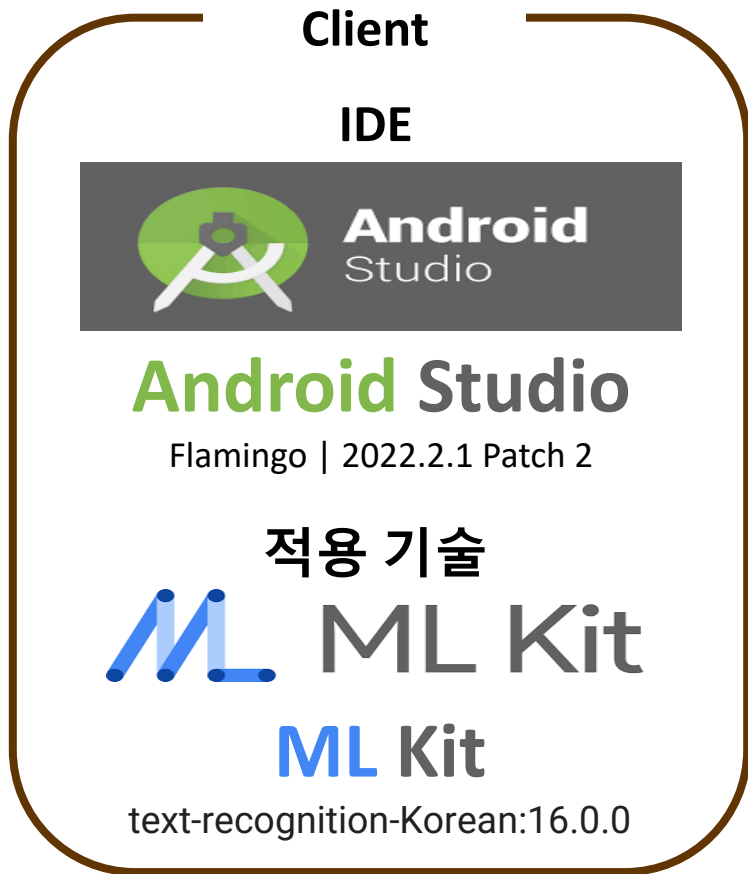 Client
IDE
Android
Studio
Android Studio
Flamingo | 2022.2.1 Patch 2
적용 기술
ML Kit
ML Kit
text-recognition-Korean:16.0.0